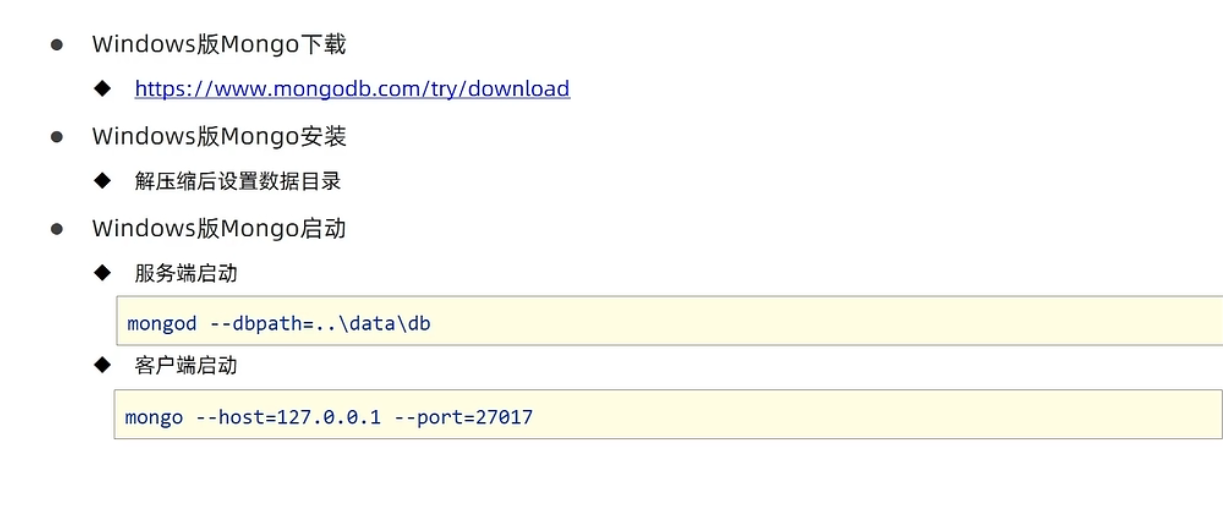 Windows版Mongo下载
https://www.mongodb.com/try/download
Windows版Mongo安装
解压缩后设置数据目录
Windows版Mongo启动
服务端启动
mongod --dbpath=..\data\db
客户端启动
mongo --host=127.0.0.1 --port=27017